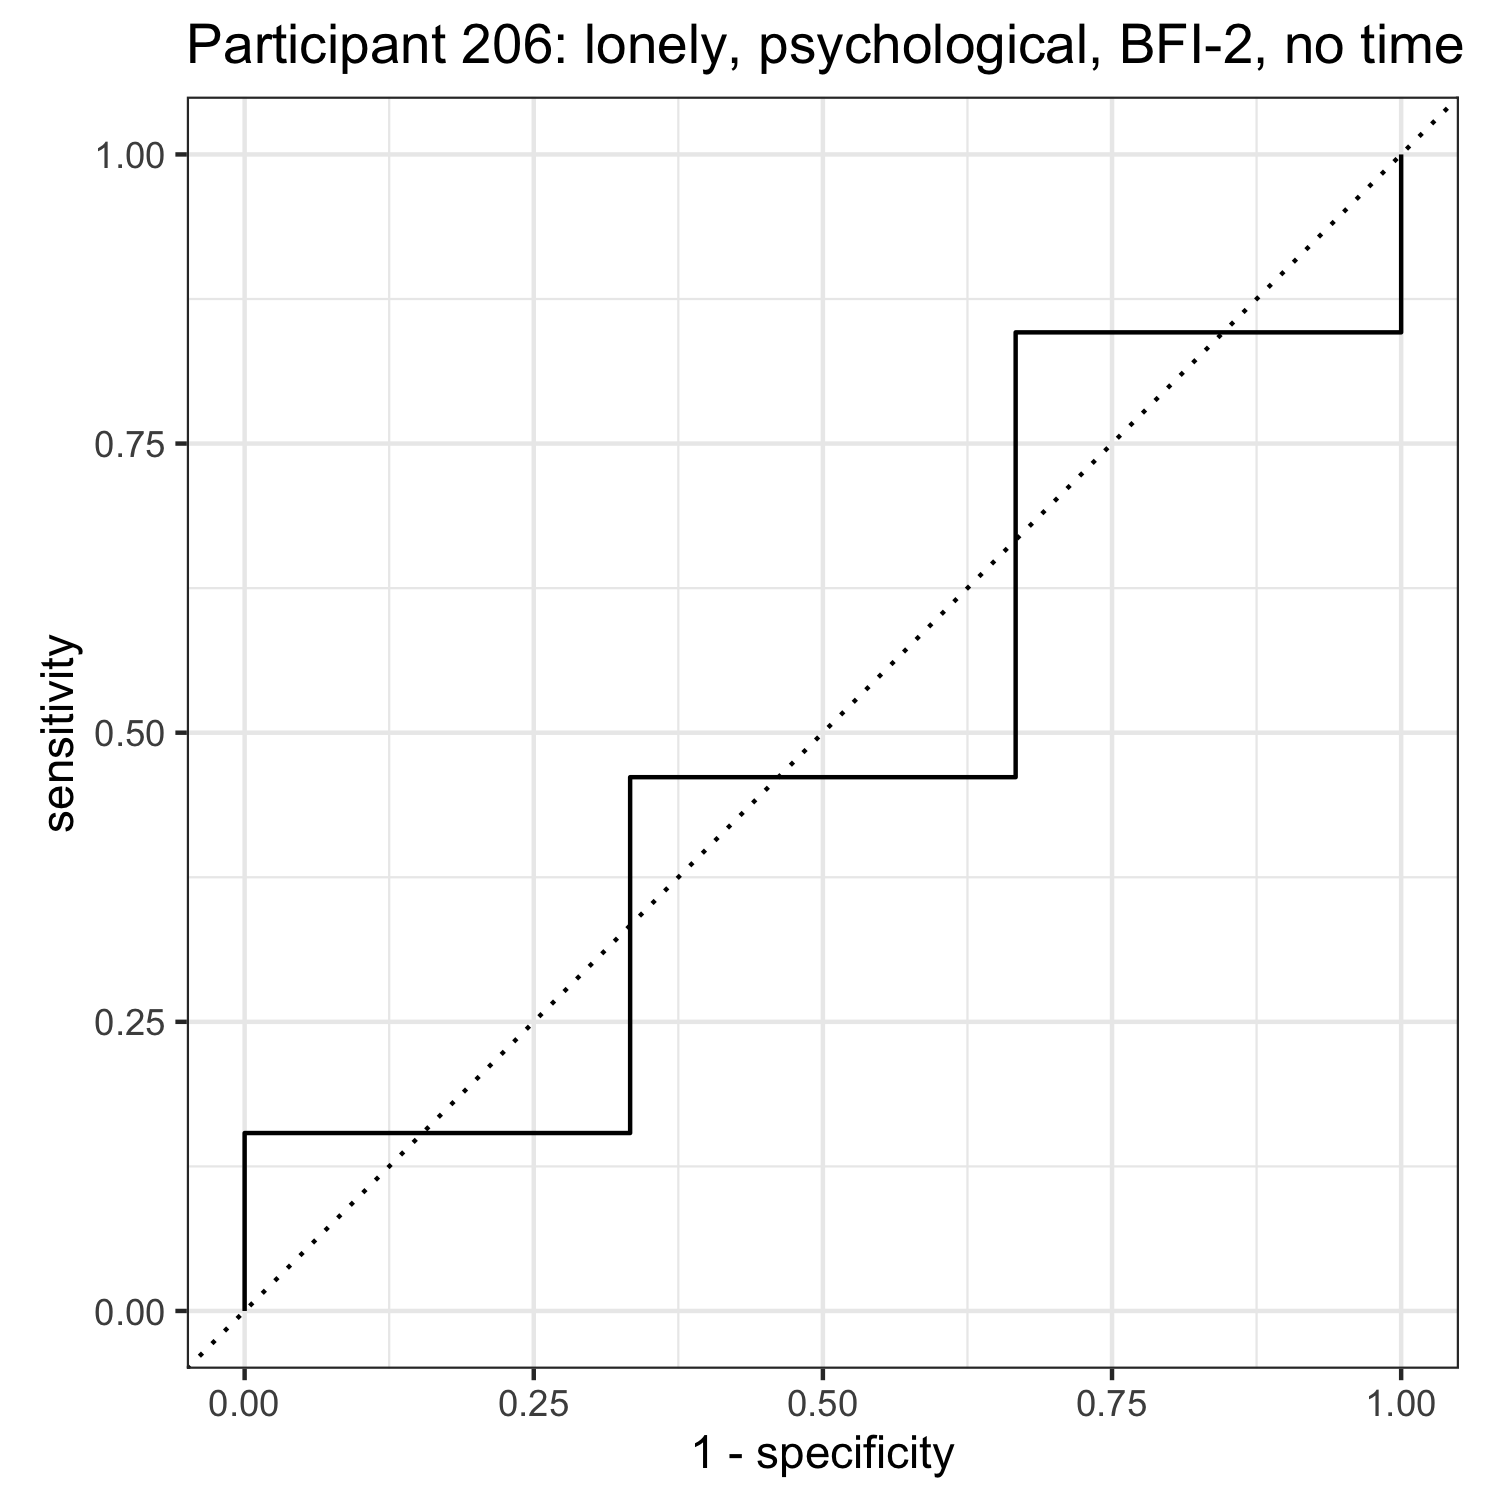 Participant 206: lonely, psychological, BFI-2, no time
1.00
0.75
0.50
0.25
0.00
sensitivity
0.00 0.25 0.50 0.75 1.00
1 - specificity